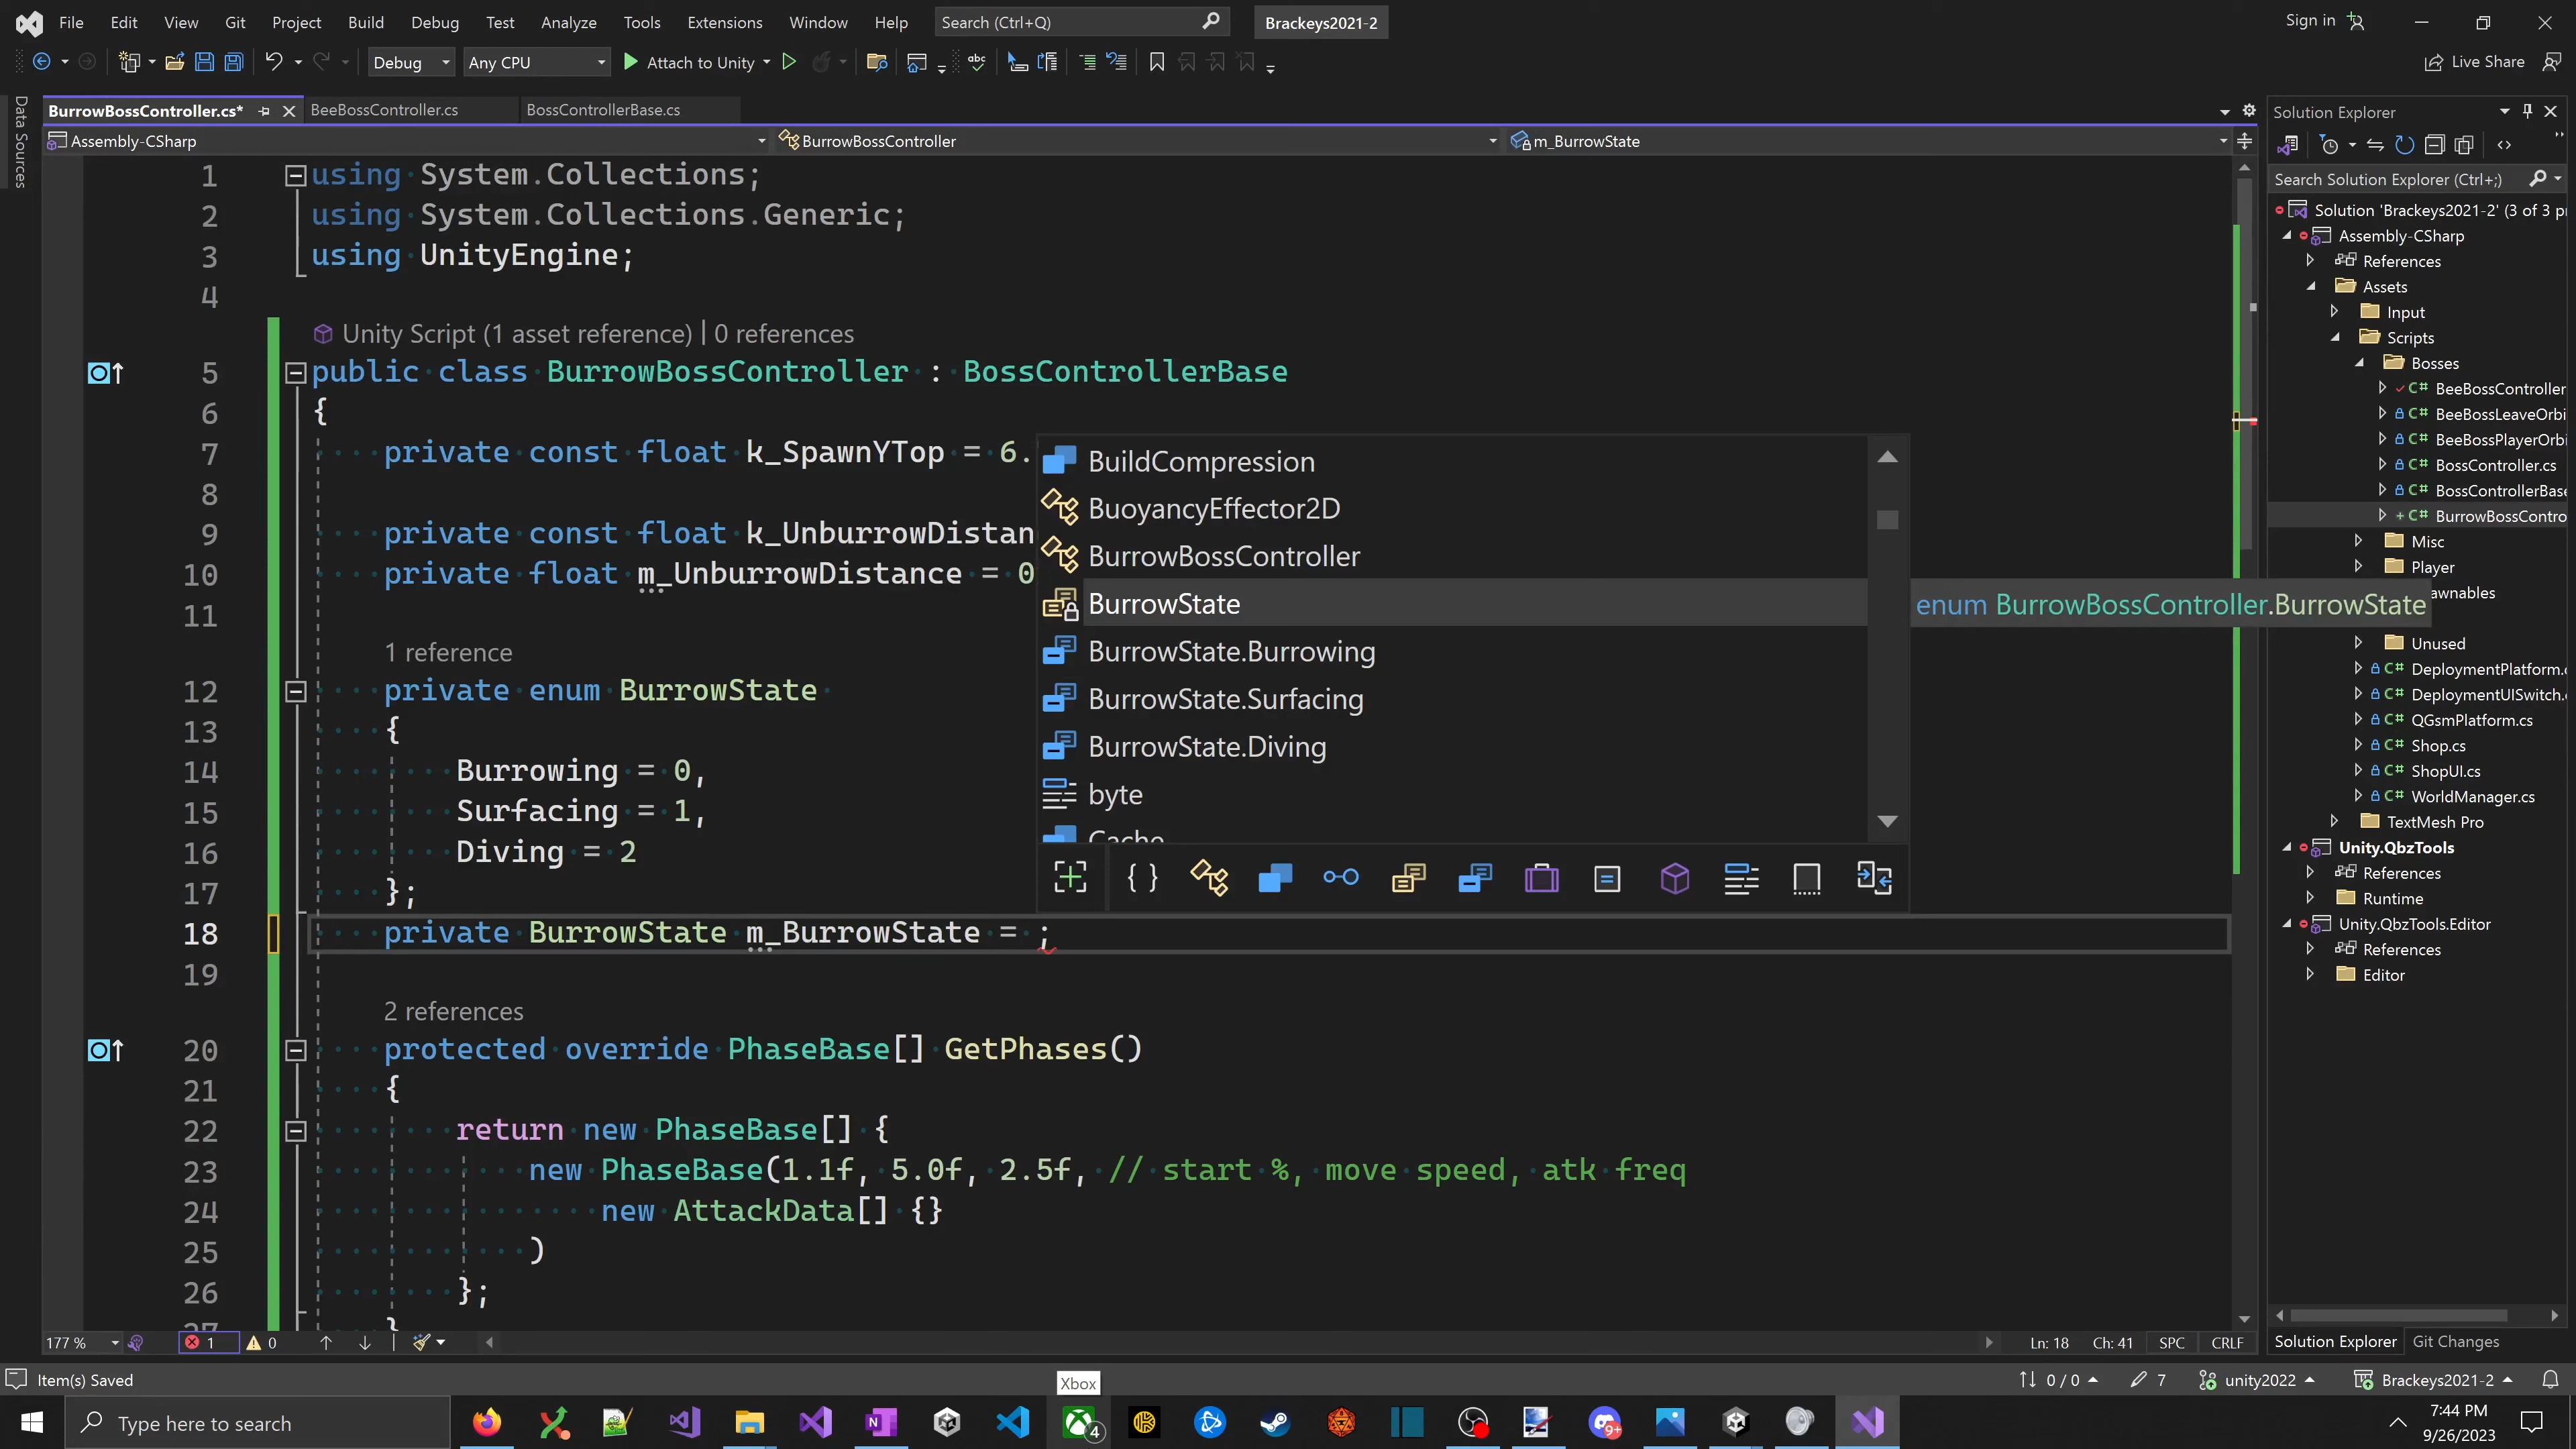 File Edit View Git Project Build Debug Test Analyze Tools Extensions Window Help Search (Ctrl+Q) Brackeys2021-2 Sign in
Debug Any CPU Attach to Unity Live Share
Data Sources
BurrowBossController.cs* BeeBossController.cs BossControllerBase.cs
Assembly-CSharp BurrowBossController m_BurrowState
1 using System.Collections;
2 using System.Collections.Generic;
3 using UnityEngine;
4
Unity Script (1 asset reference) | 0 references
5 public class BurrowBossController : BossControllerBase
6 {
7 private const float k_SpawnYTop = 6.
8
9 private const float k_UnburrowDistan
10 private float m_UnburrowDistance = 0
11
1 reference
12 private enum BurrowState
13 {
14 Burrowing = 0,
15 Surfacing = 1,
16 Diving = 2
17 };
18 private BurrowState m_BurrowState = ;
19
2 references
20 protected override PhaseBase[] GetPhases()
21 {
22 return new PhaseBase[] {
23 new PhaseBase(1.1f, 5.0f, 2.5f, // start %, move speed, atk freq
24 new AttackData[] {}
25 )
26 };
27 }
BuildCompression
BuoyancyEffector2D
BurrowBossController
BurrowState
BurrowState.Burrowing
BurrowState.Surfacing
BurrowState.Diving
byte
Cache
enum BurrowBossController.BurrowState
177 % 1 0 Ln: 18 Ch: 41 SPC CRLF
Solution Explorer
Search Solution Explorer (Ctrl+;)
Solution 'Brackeys2021-2' (3 of 3 pr
Assembly-CSharp
References
Assets
Input
Scripts
Bosses
C# BeeBossController
C# BeeBossLeaveOrbi
C# BeeBossPlayerOrbi
C# BossController.cs
C# BossControllerBase
C# BurrowBossContro
Misc
Player
awnables
Unused
C# DeploymentPlatform.c
C# DeploymentUISwitch.c
C# QGsmPlatform.cs
C# Shop.cs
C# ShopUI.cs
C# WorldManager.cs
TextMesh Pro
Unity.QbzTools
References
Runtime
Unity.QbzTools.Editor
References
Editor
Solution Explorer Git Changes
Item(s) Saved 0 / 0 7 unity2022 Brackeys2021-2
Xbox
Type here to search 4 9+ 7:44 PM
9/26/2023